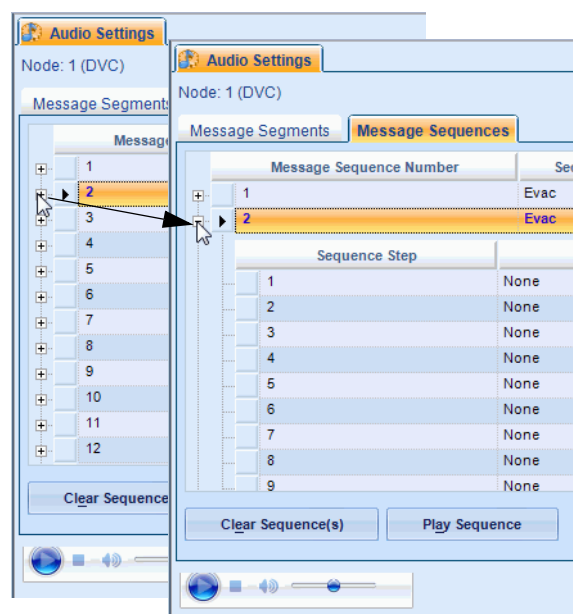 Audio Settings
Node: 1 (DVC)
Message Segments
Message
1
2
3
4
5
6
7
8
9
10
11
12
Clear Sequence
Audio Settings
Node: 1 (DVC)
Message Segments Message Sequences
Message Sequence Number Se
1 Evac
2 Evac
Sequence Step
1 None
2 None
3 None
4 None
5 None
6 None
7 None
8 None
9 None
Clear Sequence(s) Play Sequence